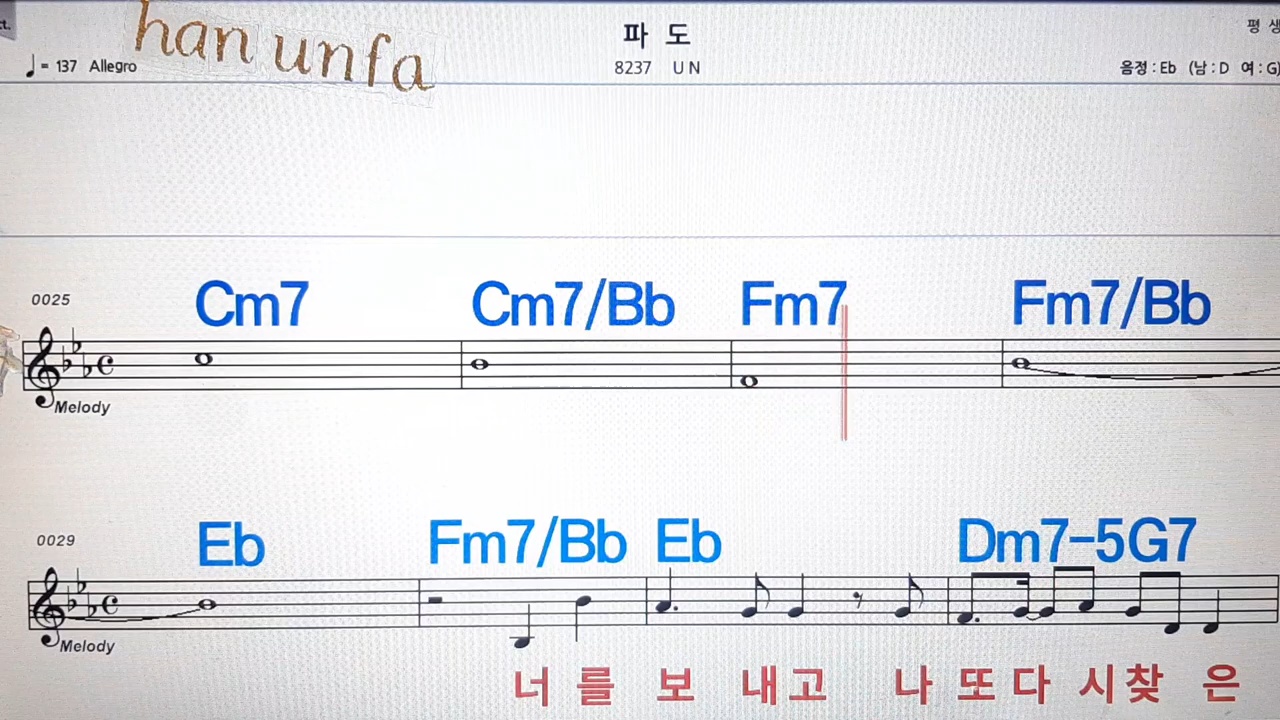 ct.
han unfa
파 도
평 생
♩= 137 Allegro
8237 U N
음정 : Eb (남 : D 여 : G)
0025
Cm7 Cm7/Bb Fm7 Fm7/Bb
Melody
0029
Eb Fm7/Bb Eb Dm7-5G7
Melody
너 를 보 내고 나 또 다 시 찾 은